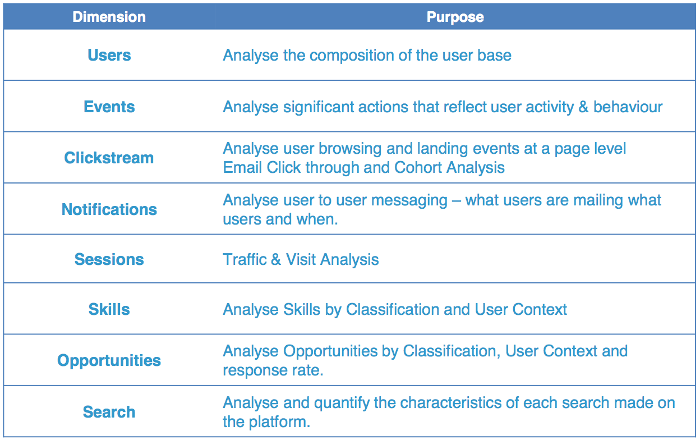 Dimension Purpose
Users Analyse the composition of the user base
Events Analyse significant actions that reflect user activity & behaviour
Clickstream Analyse user browsing and landing events at a page level
Email Click through and Cohort Analysis
Notifications Analyse user to user messaging – what users are mailing what
users and when.
Sessions Traffic & Visit Analysis
Skills Analyse Skills by Classification and User Context
Opportunities Analyse Opportunities by Classification, User Context and
response rate.
Search Analyse and quantify the characteristics of each search made on
the platform.